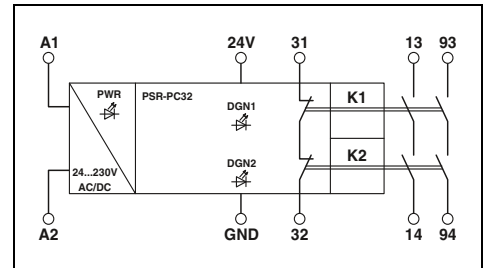 A1 24V 31 13 93
PWR PSR-PC32 K1
DGN1
K2
DGN2
24...230V
AC/DC
A2 GND 32 14 94